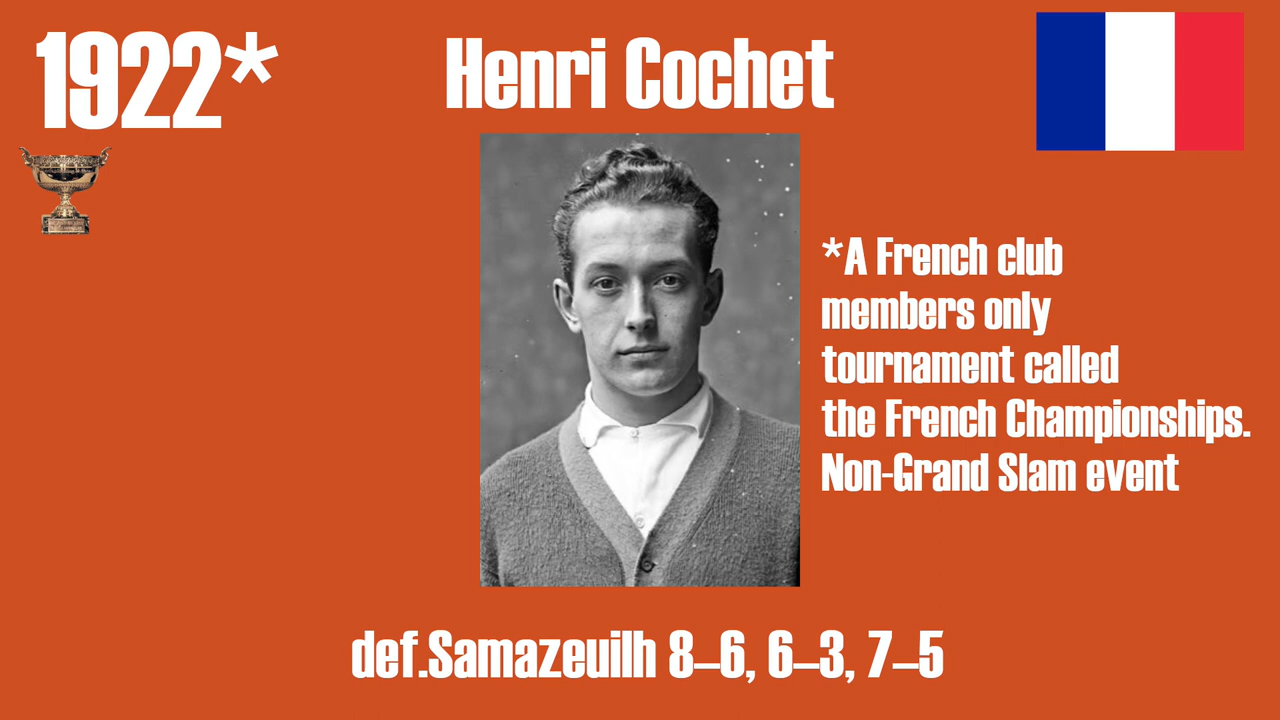 1922*
Henri Cochet
*A French club
members only
tournament called
the French Championships.
Non-Grand Slam event
def.Samazeuilh 8–6, 6–3, 7–5